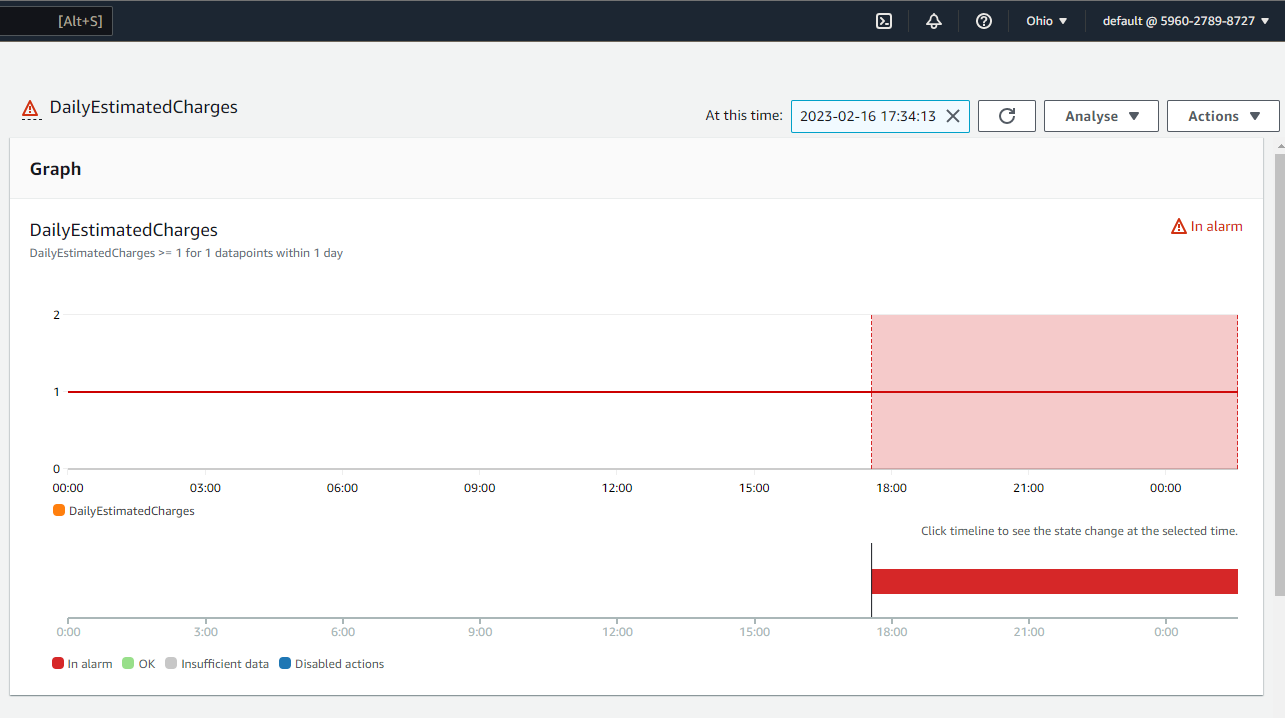 [Alt+S]
Ohio ▼
default @ 5960-2789-8727 ▼
DailyEstimatedCharges
At this time:
2023-02-16 17:34:13
Analyse ▼
Actions ▼
Graph
DailyEstimatedCharges
In alarm
DailyEstimatedCharges >= 1 for 1 datapoints within 1 day
2
1
0
00:00 03:00 06:00 09:00 12:00 15:00 18:00 21:00 00:00
DailyEstimatedCharges
Click timeline to see the state change at the selected time.
0:00 3:00 6:00 9:00 12:00 15:00 18:00 21:00 0:00
In alarm OK Insufficient data Disabled actions